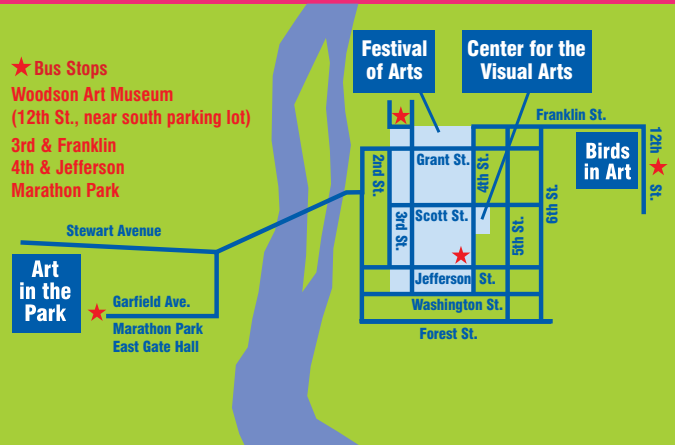 Bus Stops
Woodson Art Museum
(12th St., near south parking lot)
3rd & Franklin
4th & Jefferson
Marathon Park
Festival
of Arts
Center for the
Visual Arts
Franklin St.
12th St.
Birds
in Art
2nd St.
Grant St.
4th St.
3rd St.
Scott St.
5th St.
6th St.
Jefferson St.
Washington St.
Forest St.
Stewart Avenue
Art
in the
Park
Garfield Ave.
Marathon Park
East Gate Hall